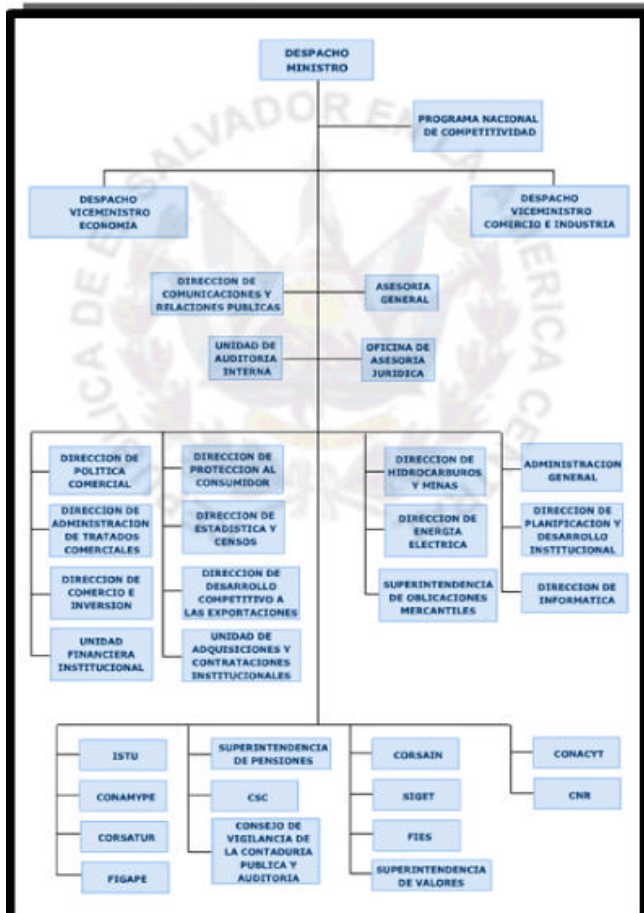 DESPACHO
MINISTRO
PROGRAMA NACIONAL
DE COMPETITIVIDAD
DESPACHO
VICEMINISTRO
ECONOMIA
DESPACHO
VICEMINISTRO
COMERCIO E INDUSTRIA
DIRECCION DE
COMUNICACIONES Y
RELACIONES PUBLICAS
ASESORIA
GENERAL
UNIDAD DE
AUDITORIA
INTERNA
OFICINA DE
ASESORIA
JURIDICA
DIRECCION DE
POLITICA
COMERCIAL
DIRECCION DE
PROTECCION AL
CONSUMIDOR
DIRECCION DE
HIDROCARBUROS
Y MINAS
ADMINISTRACION
GENERAL
DIRECCION DE
ADMINISTRACION
DE TRATADOS
COMERCIALES
DIRECCION DE
ESTADISTICA Y
CENSOS
DIRECCION DE
ENERGIA
ELECTRICA
DIRECCION DE
PLANIFICACION Y
DESARROLLO
INSTITUCIONAL
DIRECCION DE
COMERCIO E
INVERSION
DIRECCION DE
DESARROLLO
COMPETITIVO A
LAS EXPORTACIONES
SUPERINTENDENCIA
DE OBLICACIONES
MERCANTILES
DIRECCION DE
INFORMATICA
UNIDAD
FINANCIERA
INSTITUCIONAL
UNIDAD DE
ADQUISICIONES Y
CONTRATACIONES
INSTITUCIONALES
ISTU
SUPERINTENDENCIA
DE PENSIONES
CORSAIN
CONACYT
CONAMYPE
CSC
SIGET
CNR
CORSATUR
CONSEJO DE
VIGILANCIA DE
LA CONTADURIA
PUBLICA Y
AUDITORIA
FIES
FIGAPE
SUPERINTENDENCIA
DE VALORES
SALVADOR EN LA AMERICA